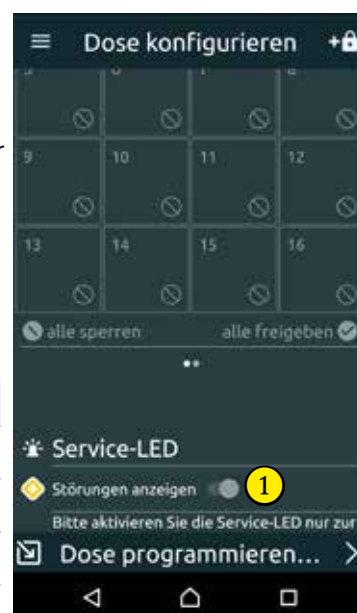 Dose konfigurieren
9 10 11 12
13 14 15 16
alle sperren alle freigeben
Service-LED
Störungen anzeigen 1
Bitte aktivieren Sie die Service-LED nur zur
Dose programmieren...